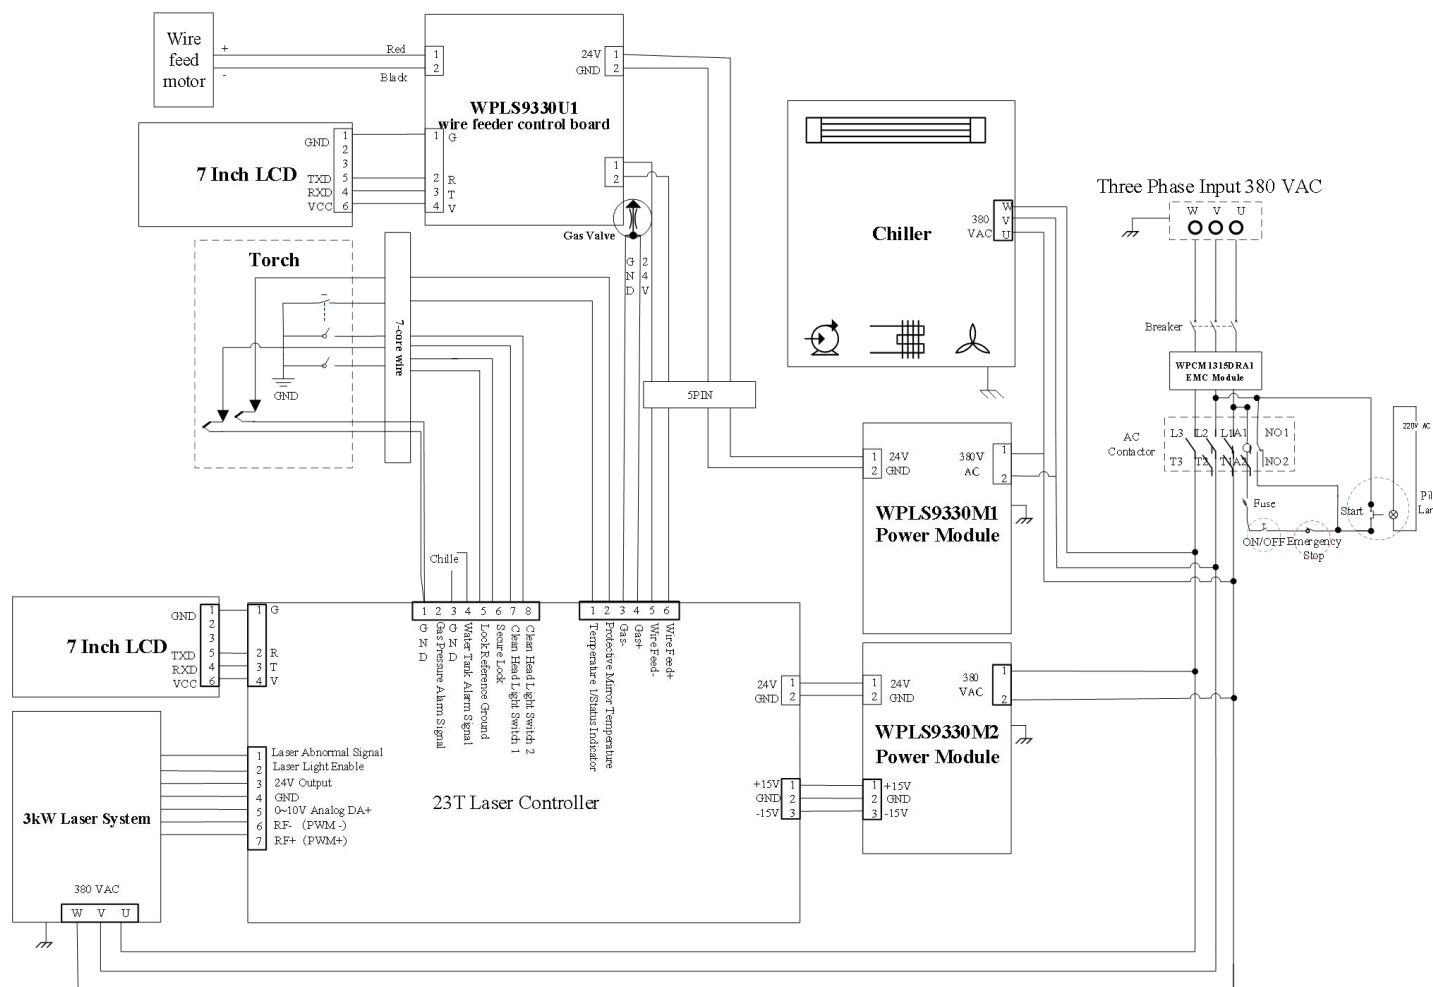 Wire
feed
motor
+
-
Red
Black
1
2
WPLS9330U1
wire feeder control board
24V 1
GND 2
7 Inch LCD
GND
TXD
RXD
VCC
1
2
3
5
4
6
1 G
2 R
3 T
4 V
1
2
Gas Valve
GND
24V
Torch
GND
7-core wire
5PIN
Chiller
380
VAC
W
V
U
Three Phase Input 380 VAC
W V U
Breaker
WPCM1315DRA1
EMC Module
AC
Contactor
L3 L2 L1 A1 NO1
T3 T2 T1 A2 NO2
220V AC
Fuse
Start
Pil
Lar
ON/OFF Emergency
Stop
1 24V
2 GND
380V
AC
1
2
WPLS9330M1
Power Module
Chille
7 Inch LCD
GND
TXD
RXD
VCC
1
2
3
5
4
6
1 G
2 R
3 T
4 V
1 2 3 4 5 6 7 8
GND
Gas Pressure Alarm Signal
GND
Water Tank Alarm Signal
Lock Reference Ground
Secure Lock
Clean Head Light Switch 1
Clean Head Light Switch 2
1 2 3 4 5 6
Temperature 1/Status Indicator
Protective Mirror Temperature
Gas-
Gas+
Wire Feed-
Wire Feed+
24V 1
GND 2
1 24V
2 GND
380
VAC
1
2
WPLS9330M2
Power Module
+15V 1
GND 2
-15V 3
1 +15V
2 GND
3 -15V
23T Laser Controller
3kW Laser System
1 Laser Abnormal Signal
2 Laser Light Enable
3 24V Output
4 GND
5 0~10V Analog DA+
6 RF- (PWM -)
7 RF+ (PWM+)
380 VAC
W V U